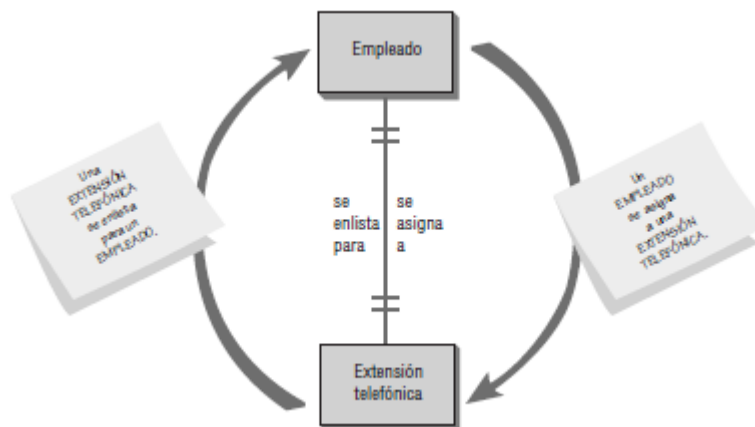 Empleado
Una
EXTENSIÓN
TELEFÓNICA
se enlista
para un
EMPLEADO.
se
enlista
para
se
asigna
a
Un
EMPLEADO
se asigna
a una
EXTENSIÓN
TELEFÓNICA.
Extensión
telefónica